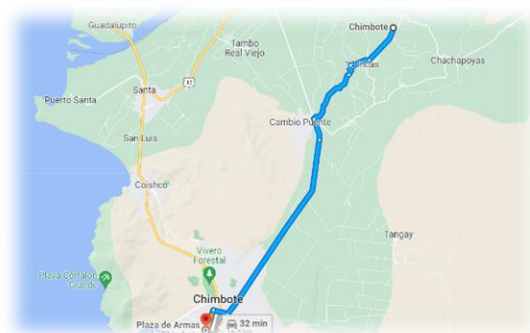 Guadalupito
Chimbote
Tambo
Real Viejo
Chachapoyas
Puerto Santa
Santa
12
Cambio Puente
San Luis
Coishco
Tangay
Vivero
Forestal
Playa Corralon
Grande
Chimbote
Plaza de Armas
32 min